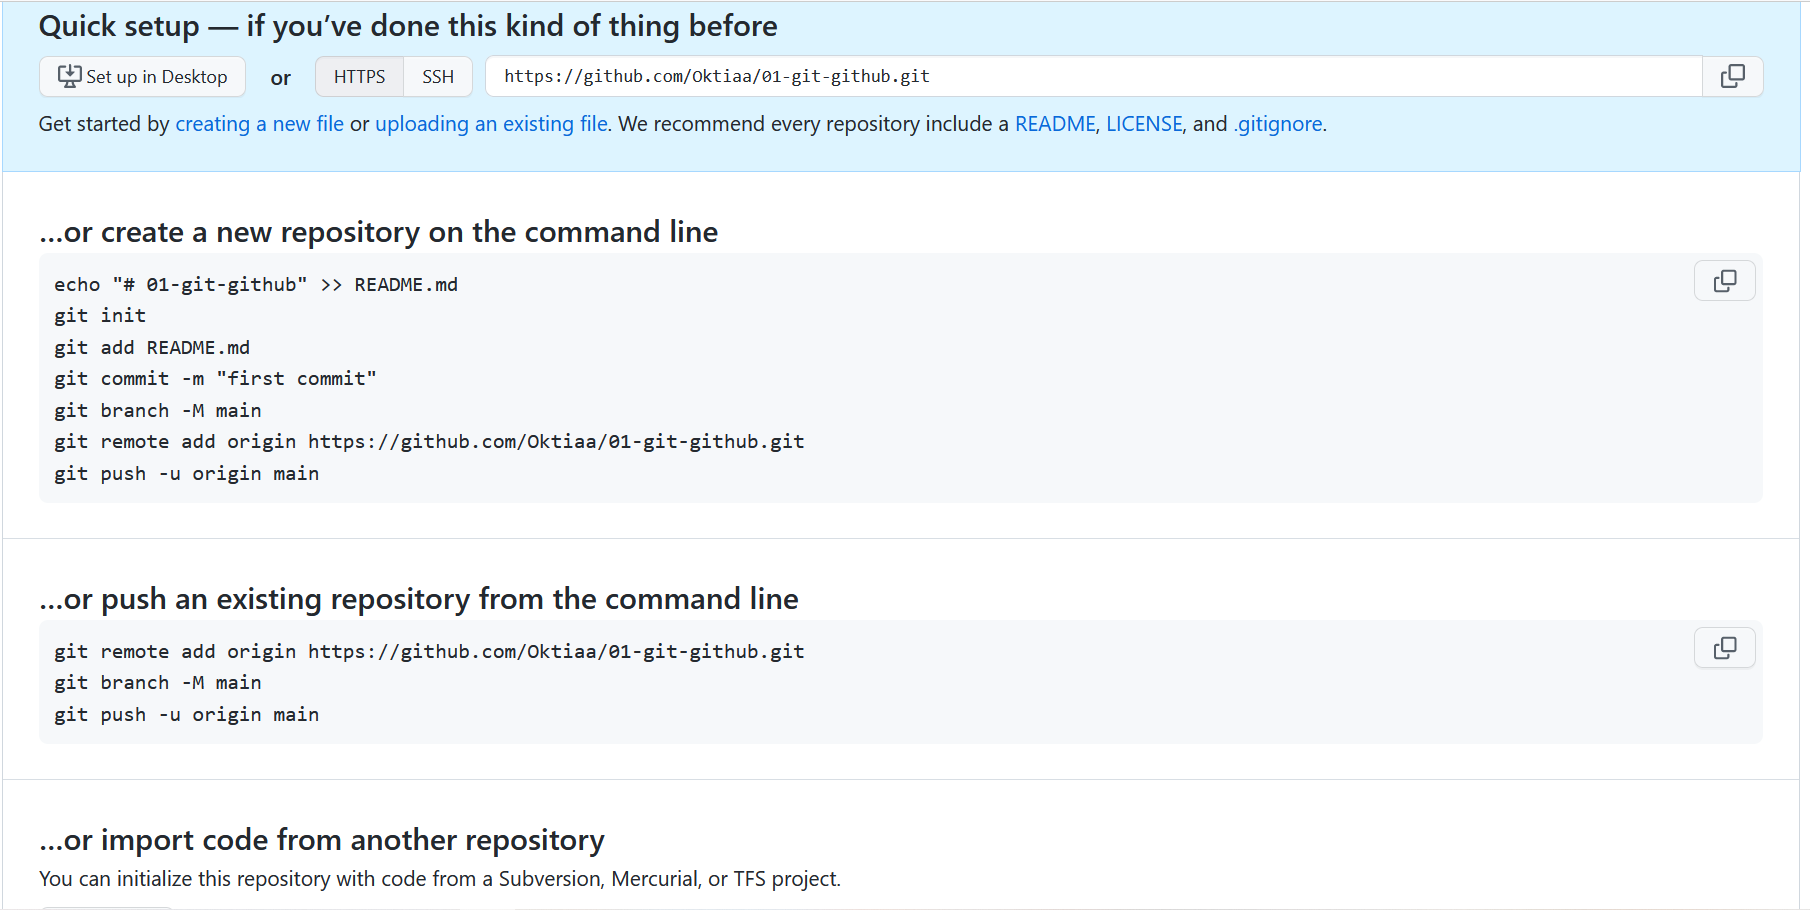 Quick setup — if you’ve done this kind of thing before
Set up in Desktop or HTTPS SSH https://github.com/Oktiaa/01-git-github.git
Get started by creating a new file or uploading an existing file. We recommend every repository include a README, LICENSE, and .gitignore.
...or create a new repository on the command line
echo "# 01-git-github" >> README.md
git init
git add README.md
git commit -m "first commit"
git branch -M main
git remote add origin https://github.com/Oktiaa/01-git-github.git
git push -u origin main
...or push an existing repository from the command line
git remote add origin https://github.com/Oktiaa/01-git-github.git
git branch -M main
git push -u origin main
...or import code from another repository
You can initialize this repository with code from a Subversion, Mercurial, or TFS project.